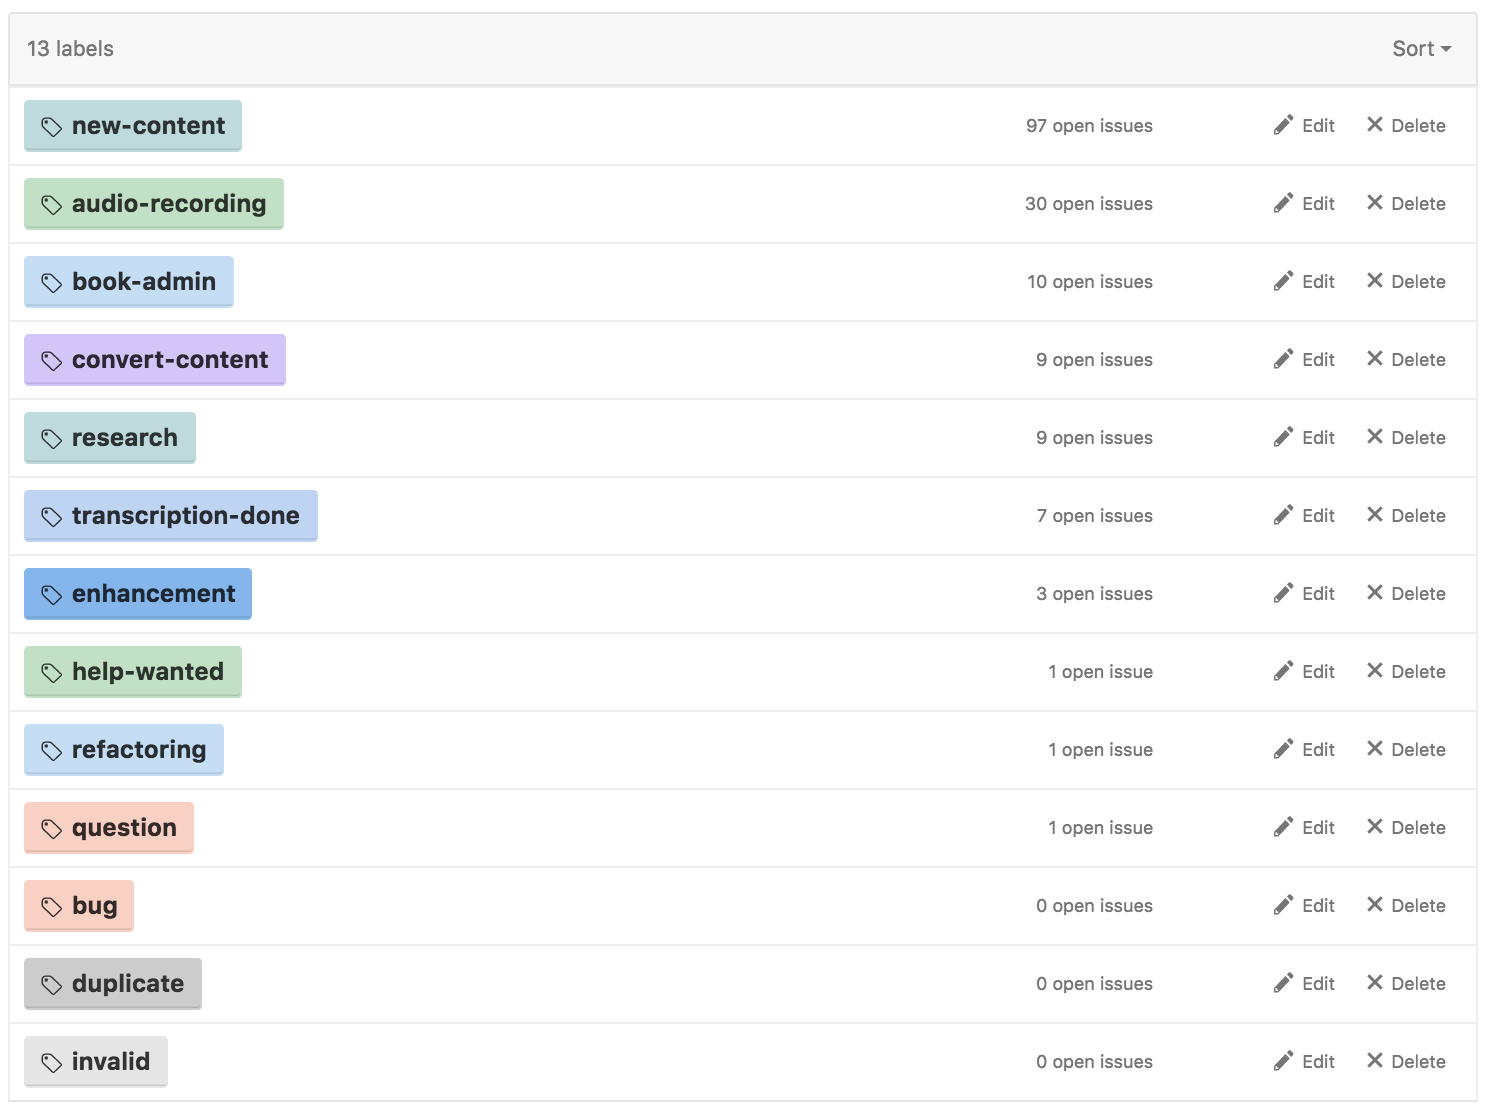 13 labels Sort
new-content 97 open issues Edit Delete
audio-recording 30 open issues Edit Delete
book-admin 10 open issues Edit Delete
convert-content 9 open issues Edit Delete
research 9 open issues Edit Delete
transcription-done 7 open issues Edit Delete
enhancement 3 open issues Edit Delete
help-wanted 1 open issue Edit Delete
refactoring 1 open issue Edit Delete
question 1 open issue Edit Delete
bug 0 open issues Edit Delete
duplicate 0 open issues Edit Delete
invalid 0 open issues Edit Delete